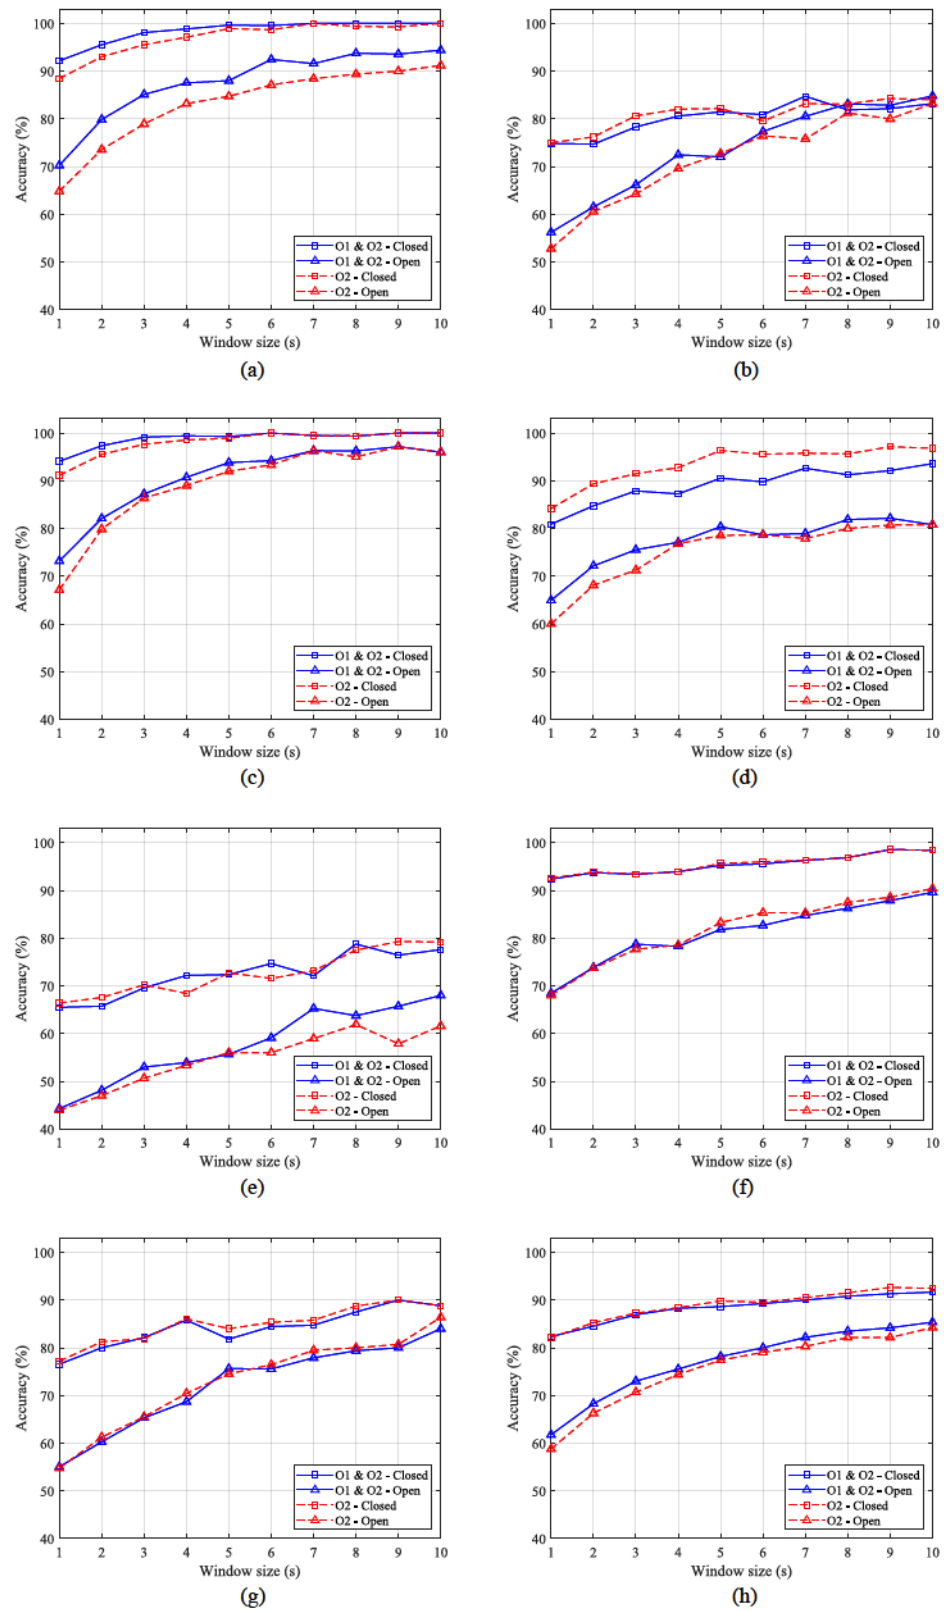 100
90
80
70
60
50
40
Accuracy (%)
O1 & O2 - Closed
O1 & O2 - Open
O2 - Closed
O2 - Open
1 2 3 4 5 6 7 8 9 10
Window size (s)
(a)
100
90
80
70
60
50
40
Accuracy (%)
O1 & O2 - Closed
O1 & O2 - Open
O2 - Closed
O2 - Open
1 2 3 4 5 6 7 8 9 10
Window size (s)
(b)
100
90
80
70
60
50
40
Accuracy (%)
O1 & O2 - Closed
O1 & O2 - Open
O2 - Closed
O2 - Open
1 2 3 4 5 6 7 8 9 10
Window size (s)
(c)
100
90
80
70
60
50
40
Accuracy (%)
O1 & O2 - Closed
O1 & O2 - Open
O2 - Closed
O2 - Open
1 2 3 4 5 6 7 8 9 10
Window size (s)
(d)
100
90
80
70
60
50
40
Accuracy (%)
O1 & O2 - Closed
O1 & O2 - Open
O2 - Closed
O2 - Open
1 2 3 4 5 6 7 8 9 10
Window size (s)
(e)
100
90
80
70
60
50
40
Accuracy (%)
O1 & O2 - Closed
O1 & O2 - Open
O2 - Closed
O2 - Open
1 2 3 4 5 6 7 8 9 10
Window size (s)
(f)
100
90
80
70
60
50
40
Accuracy (%)
O1 & O2 - Closed
O1 & O2 - Open
O2 - Closed
O2 - Open
1 2 3 4 5 6 7 8 9 10
Window size (s)
(g)
100
90
80
70
60
50
40
Accuracy (%)
O1 & O2 - Closed
O1 & O2 - Open
O2 - Closed
O2 - Open
1 2 3 4 5 6 7 8 9 10
Window size (s)
(h)